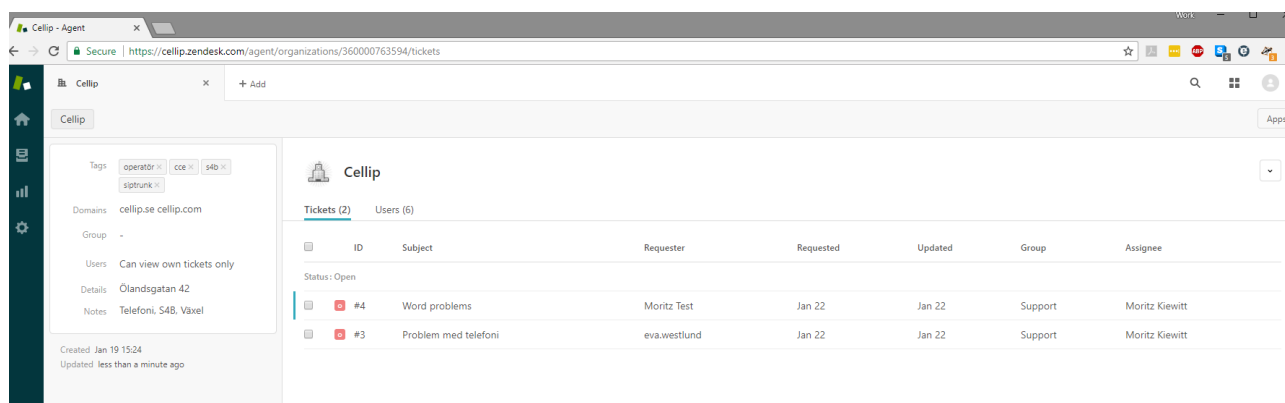 Work
Cellip - Agent
Secure | https://cellip.zendesk.com/agent/organizations/360000763594/tickets
ABP
Cellip + Add
Cellip
Apps
Tags operatör × cce × s4b ×
siptrunk ×
Domains cellip.se cellip.com
Group -
Users Can view own tickets only
Details Ölandsgatan 42
Notes Telefoni, S4B, Växel
Created Jan 19 15:24
Updated less than a minute ago
Cellip
Tickets (2) Users (6)
ID Subject Requester Requested Updated Group Assignee
Status: Open
o #4 Word problems Moritz Test Jan 22 Jan 22 Support Moritz Kiewitt
o #3 Problem med telefoni eva.westlund Jan 22 Jan 22 Support Moritz Kiewitt